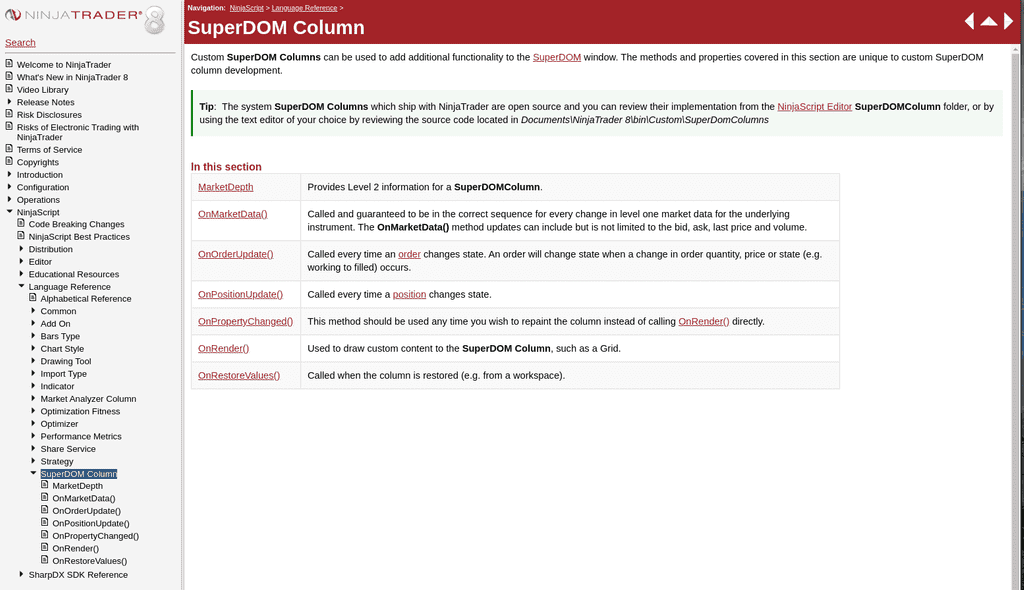 NINJATRADER® 8
Search
Welcome to NinjaTrader
What's New in NinjaTrader 8
Video Library
Release Notes
Risk Disclosures
Risks of Electronic Trading with
NinjaTrader
Terms of Service
Copyrights
Introduction
Configuration
Operations
NinjaScript
Code Breaking Changes
NinjaScript Best Practices
Distribution
Editor
Educational Resources
Language Reference
Alphabetical Reference
Common
Add On
Bars Type
Chart Style
Drawing Tool
Import Type
Indicator
Market Analyzer Column
Optimization Fitness
Optimizer
Performance Metrics
Share Service
Strategy
SuperDOM Column
MarketDepth
OnMarketData()
OnOrderUpdate()
OnPositionUpdate()
OnPropertyChanged()
OnRender()
OnRestoreValues()
SharpDX SDK Reference
Navigation: NinjaScript > Language Reference >
SuperDOM Column
Custom SuperDOM Columns can be used to add additional functionality to the SuperDOM window. The methods and properties covered in this section are unique to custom SuperDOM
column development.
Tip: The system SuperDOM Columns which ship with NinjaTrader are open source and you can review their implementation from the NinjaScript Editor SuperDOMColumn folder, or by
using the text editor of your choice by reviewing the source code located in Documents\NinjaTrader 8\bin\Custom\SuperDomColumns
In this section
MarketDepth Provides Level 2 information for a SuperDOMColumn.
OnMarketData() Called and guaranteed to be in the correct sequence for every change in level one market data for the underlying
instrument. The OnMarketData() method updates can include but is not limited to the bid, ask, last price and volume.
OnOrderUpdate() Called every time an order changes state. An order will change state when a change in order quantity, price or state (e.g.
working to filled) occurs.
OnPositionUpdate() Called every time a position changes state.
OnPropertyChanged() This method should be used any time you wish to repaint the column instead of calling OnRender() directly.
OnRender() Used to draw custom content to the SuperDOM Column, such as a Grid.
OnRestoreValues() Called when the column is restored (e.g. from a workspace).